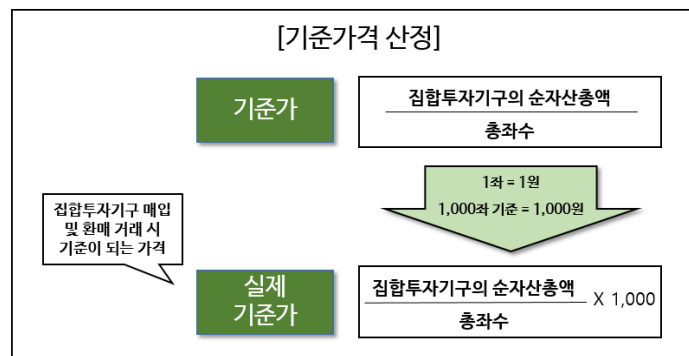 [기준가격 산정]
기준가
집합투자기구의 순자산총액
총좌수
1좌 = 1원
1,000좌 기준 = 1,000원
집합투자기구 매입
및 환매 거래 시
기준이 되는 가격
실제
기준가
집합투자기구의 순자산총액
총좌수
X 1,000